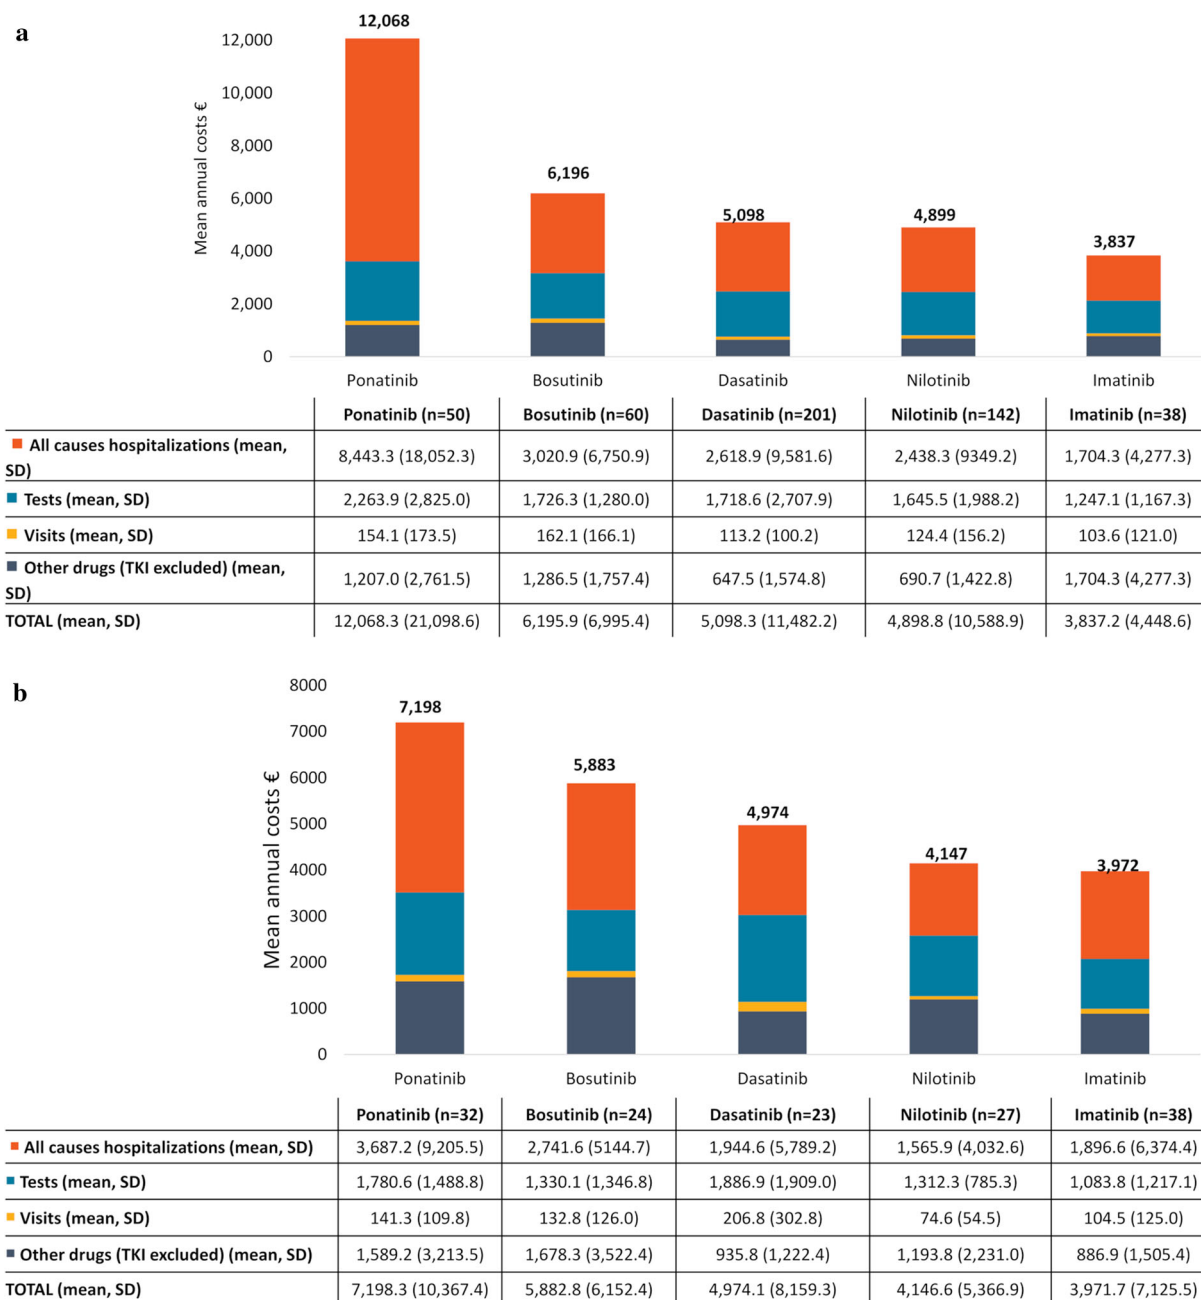 a
12,068
12,000
10,000
8,000
6,000
4,000
2,000
0
Mean annual costs €
6,196
5,098
4,899
3,837
Ponatinib Bosutinib Dasatinib Nilotinib Imatinib
Ponatinib (n=50) Bosutinib (n=60) Dasatinib (n=201) Nilotinib (n=142) Imatinib (n=38)
All causes hospitalizations (mean,
SD) 8,443.3 (18,052.3) 3,020.9 (6,750.9) 2,618.9 (9,581.6) 2,438.3 (9349.2) 1,704.3 (4,277.3)
Tests (mean, SD) 2,263.9 (2,825.0) 1,726.3 (1,280.0) 1,718.6 (2,707.9) 1,645.5 (1,988.2) 1,247.1 (1,167.3)
Visits (mean, SD) 154.1 (173.5) 162.1 (166.1) 113.2 (100.2) 124.4 (156.2) 103.6 (121.0)
Other drugs (TKI excluded) (mean,
SD) 1,207.0 (2,761.5) 1,286.5 (1,757.4) 647.5 (1,574.8) 690.7 (1,422.8) 1,704.3 (4,277.3)
TOTAL (mean, SD) 12,068.3 (21,098.6) 6,195.9 (6,995.4) 5,098.3 (11,482.2) 4,898.8 (10,588.9) 3,837.2 (4,448.6)
b
8000
7000
6000
5000
4000
3000
2000
1000
0
Mean annual costs €
7,198
5,883
4,974
4,147
3,972
Ponatinib Bosutinib Dasatinib Nilotinib Imatinib
Ponatinib (n=32) Bosutinib (n=24) Dasatinib (n=23) Nilotinib (n=27) Imatinib (n=38)
All causes hospitalizations (mean, SD) 3,687.2 (9,205.5) 2,741.6 (5144.7) 1,944.6 (5,789.2) 1,565.9 (4,032.6) 1,896.6 (6,374.4)
Tests (mean, SD) 1,780.6 (1,488.8) 1,330.1 (1,346.8) 1,886.9 (1,909.0) 1,312.3 (785.3) 1,083.8 (1,217.1)
Visits (mean, SD) 141.3 (109.8) 132.8 (126.0) 206.8 (302.8) 74.6 (54.5) 104.5 (125.0)
Other drugs (TKI excluded) (mean, SD) 1,589.2 (3,213.5) 1,678.3 (3,522.4) 935.8 (1,222.4) 1,193.8 (2,231.0) 886.9 (1,505.4)
TOTAL (mean, SD) 7,198.3 (10,367.4) 5,882.8 (6,152.4) 4,974.1 (8,159.3) 4,146.6 (5,366.9) 3,971.7 (7,125.5)